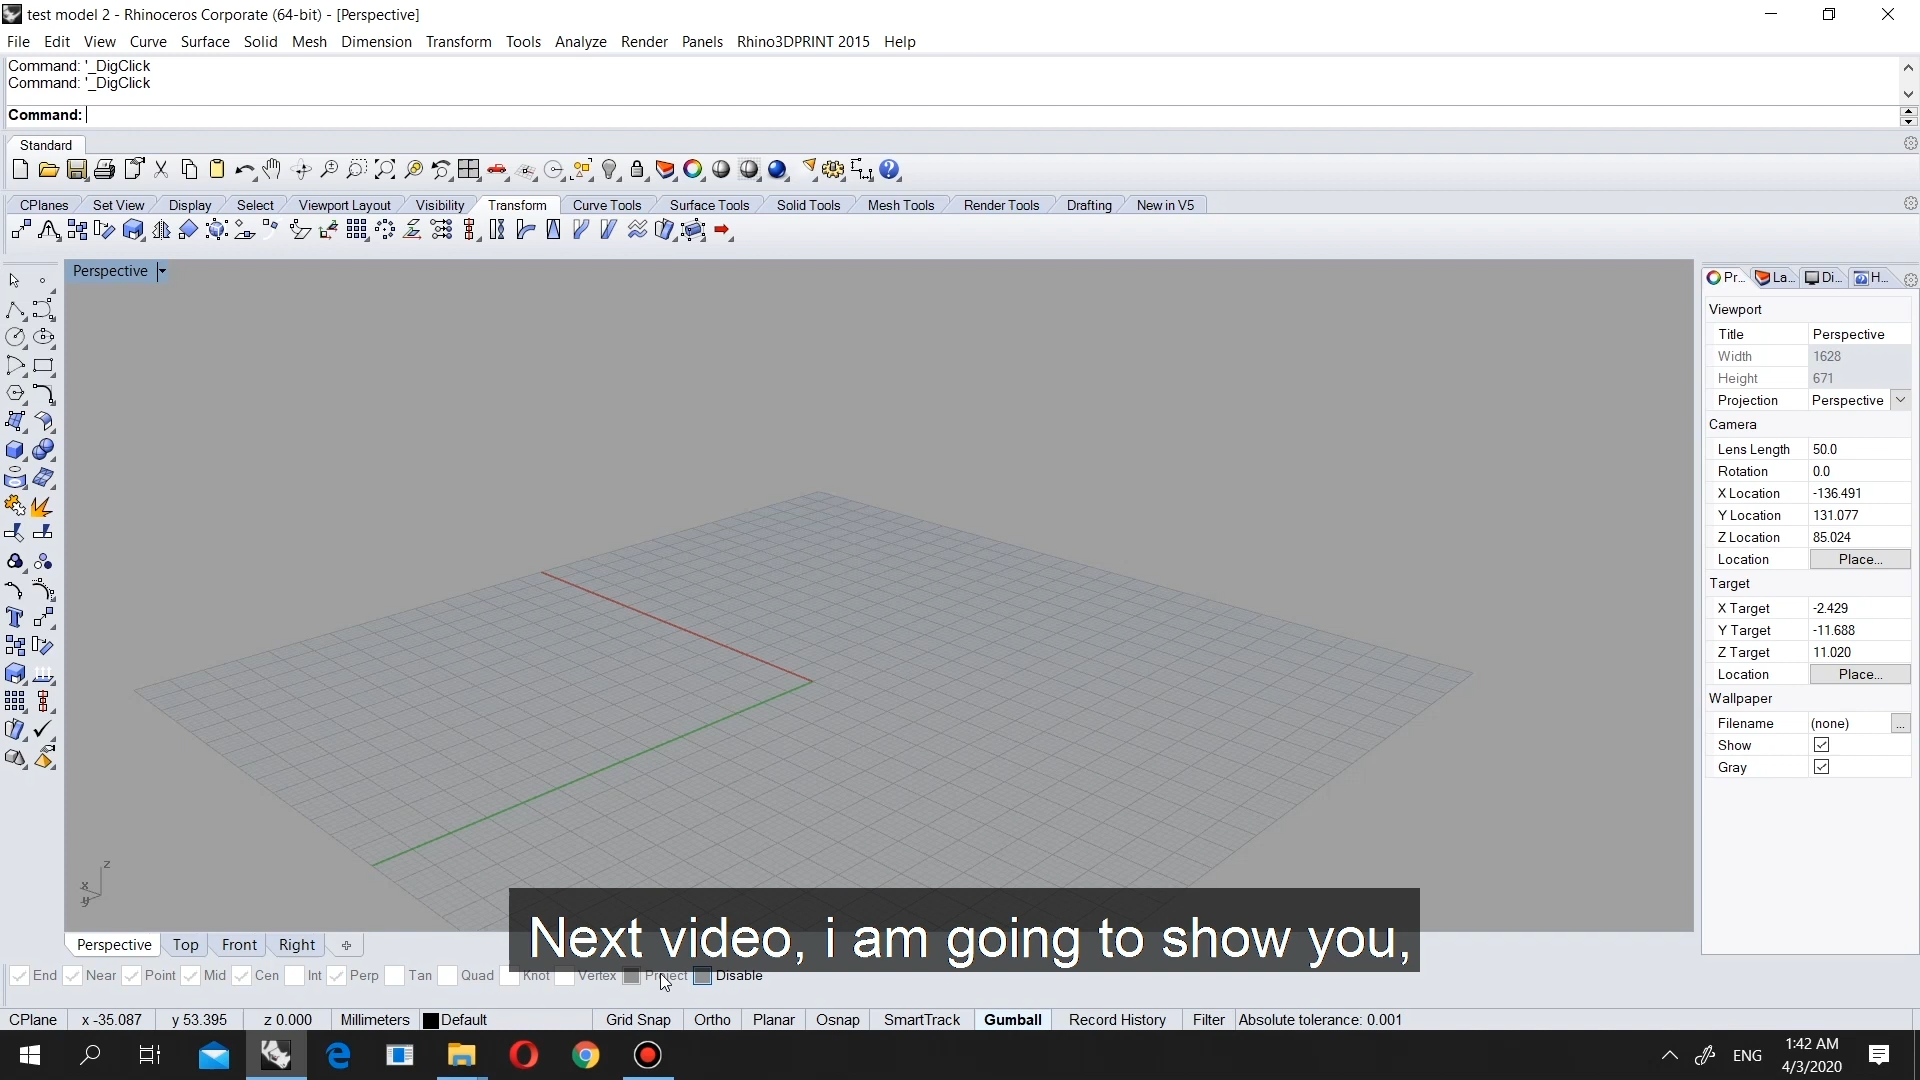 test model 2 - Rhinoceros Corporate (64-bit) - [Perspective]
File Edit View Curve Surface Solid Mesh Dimension Transform Tools Analyze Render Panels Rhino3DPRINT 2015 Help
Command: '_DigClick
Command: '_DigClick
Command:
Standard
CPlanes Set View Display Select Viewport Layout Visibility Transform Curve Tools Surface Tools Solid Tools Mesh Tools Render Tools Drafting New in V5
Perspective
Pr... La... Di... H...
Viewport
Title Perspective
Width 1628
Height 671
Projection Perspective
Camera
Lens Length 50.0
Rotation 0.0
X Location -136.491
Y Location 131.077
Z Location 85.024
Location Place...
Target
X Target -2.429
Y Target -11.688
Z Target 11.020
Location Place...
Wallpaper
Filename (none) ...
Show
Gray
z
x
y
Next video, i am going to show you,
Perspective Top Front Right
End Near Point Mid Cen Int Perp Tan Quad Knot Vertex Project Disable
CPlane x -35.087 y 53.395 z 0.000 Millimeters Default Grid Snap Ortho Planar Osnap SmartTrack Gumball Record History Filter Absolute tolerance: 0.001
ENG
1:42 AM
4/3/2020